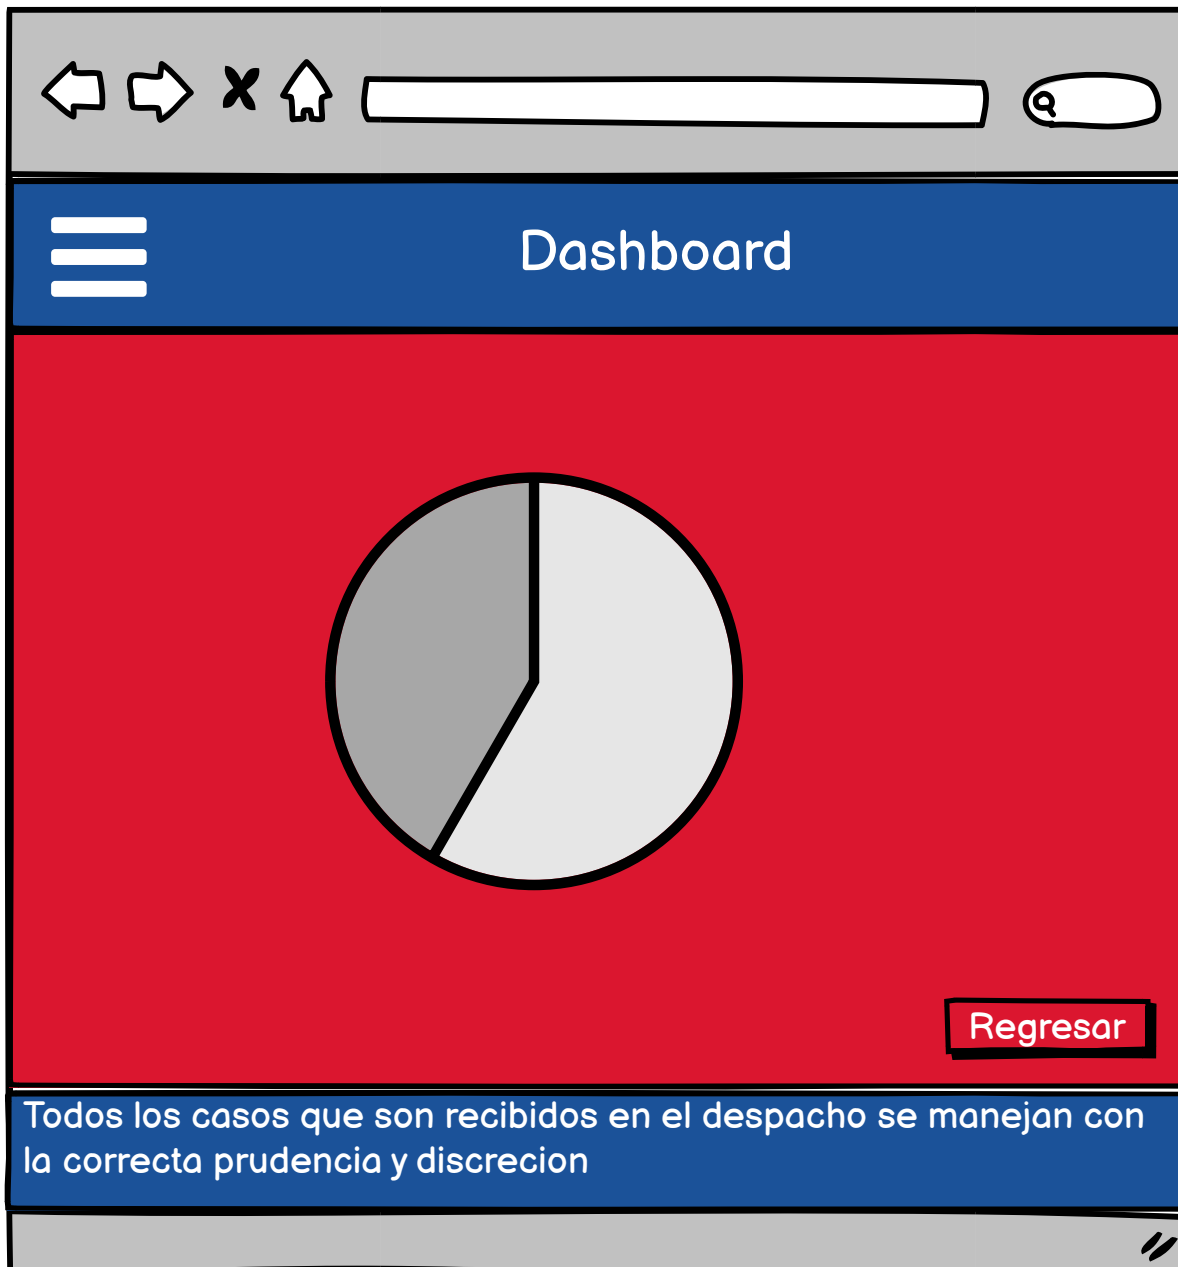 Dashboard
Regresar
Todos los casos que son recibidos en el despacho se manejan con
la correcta prudencia y discrecion